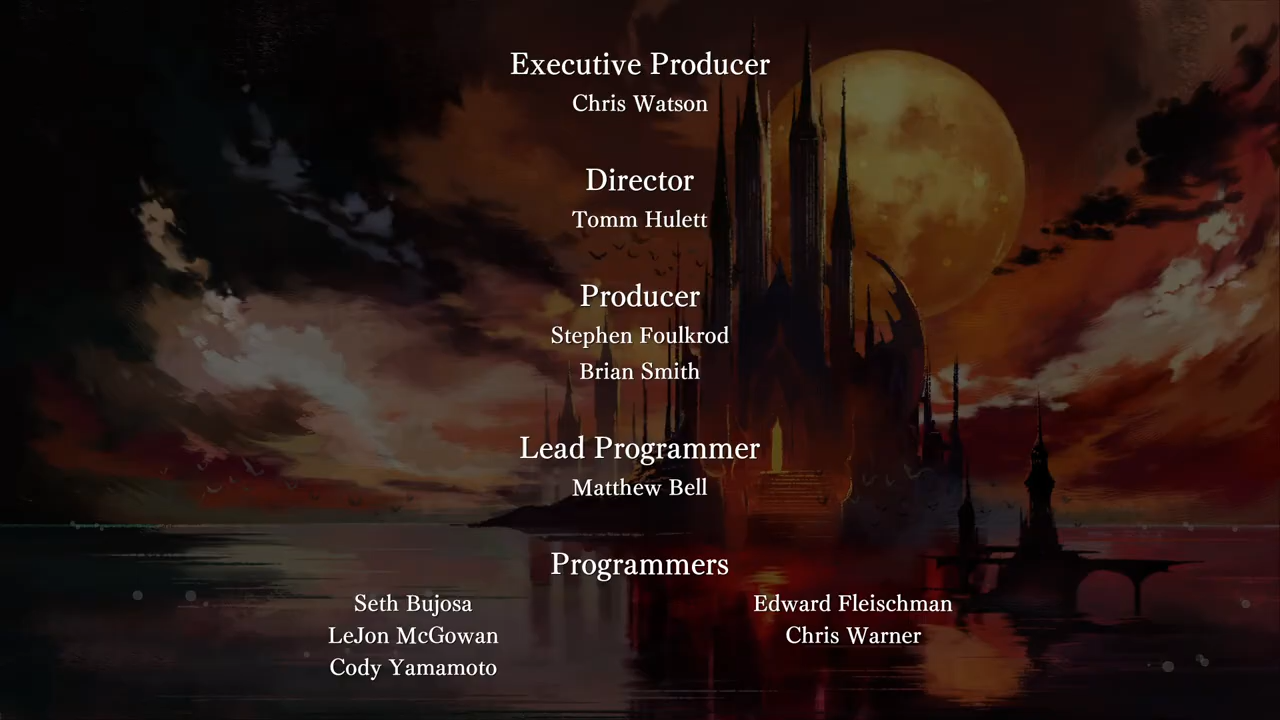 Executive Producer
Chris Watson
Director
Tomm Hulett
Producer
Stephen Foulkrod
Brian Smith
Lead Programmer
Matthew Bell
Programmers
Seth Bujosa
Edward Fleischman
LeJon McGowan
Chris Warner
Cody Yamamoto